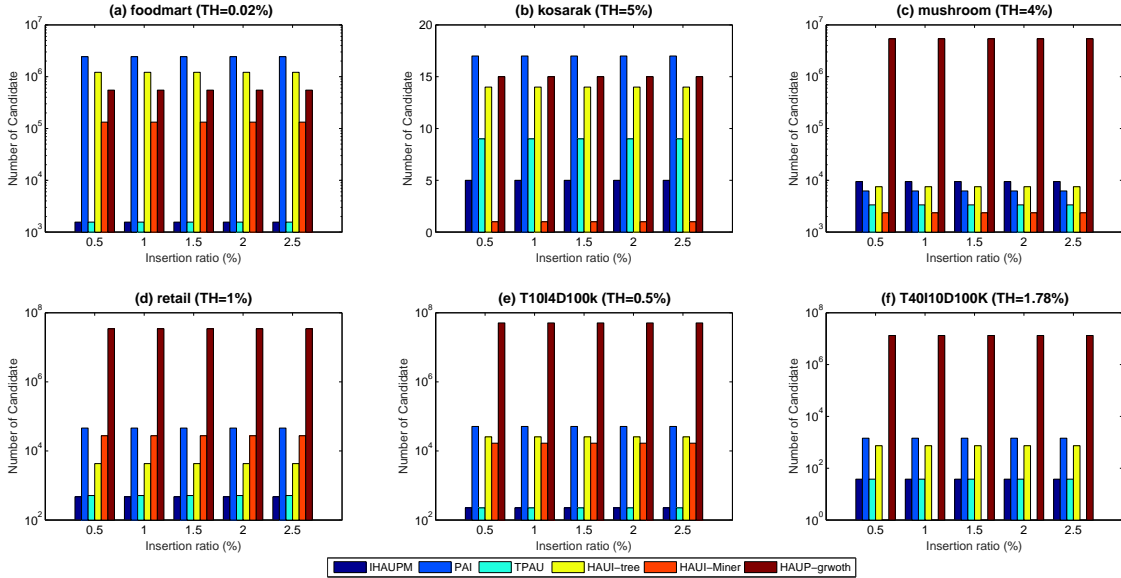 (a) foodmart (TH=0.02%)
Number of Candidate
10^7
10^6
10^5
10^4
10^3
0.5 1 1.5 2 2.5
Insertion ratio (%)
(b) kosarak (TH=5%)
Number of Candidate
20
15
10
5
0
0.5 1 1.5 2 2.5
Insertion ratio (%)
(c) mushroom (TH=4%)
Number of Candidate
10^7
10^6
10^5
10^4
10^3
0.5 1 1.5 2 2.5
Insertion ratio (%)
(d) retail (TH=1%)
Number of Candidate
10^8
10^6
10^4
10^2
0.5 1 1.5 2 2.5
Insertion ratio (%)
(e) T10I4D100k (TH=0.5%)
Number of Candidate
10^8
10^6
10^4
10^2
0.5 1 1.5 2 2.5
Insertion ratio (%)
(f) T40I10D100K (TH=1.78%)
Number of Candidate
10^8
10^6
10^4
10^2
10^0
0.5 1 1.5 2 2.5
Insertion ratio (%)
IHAUPM PAI TPAU HAUI−tree HAUI−Miner HAUP−grwoth